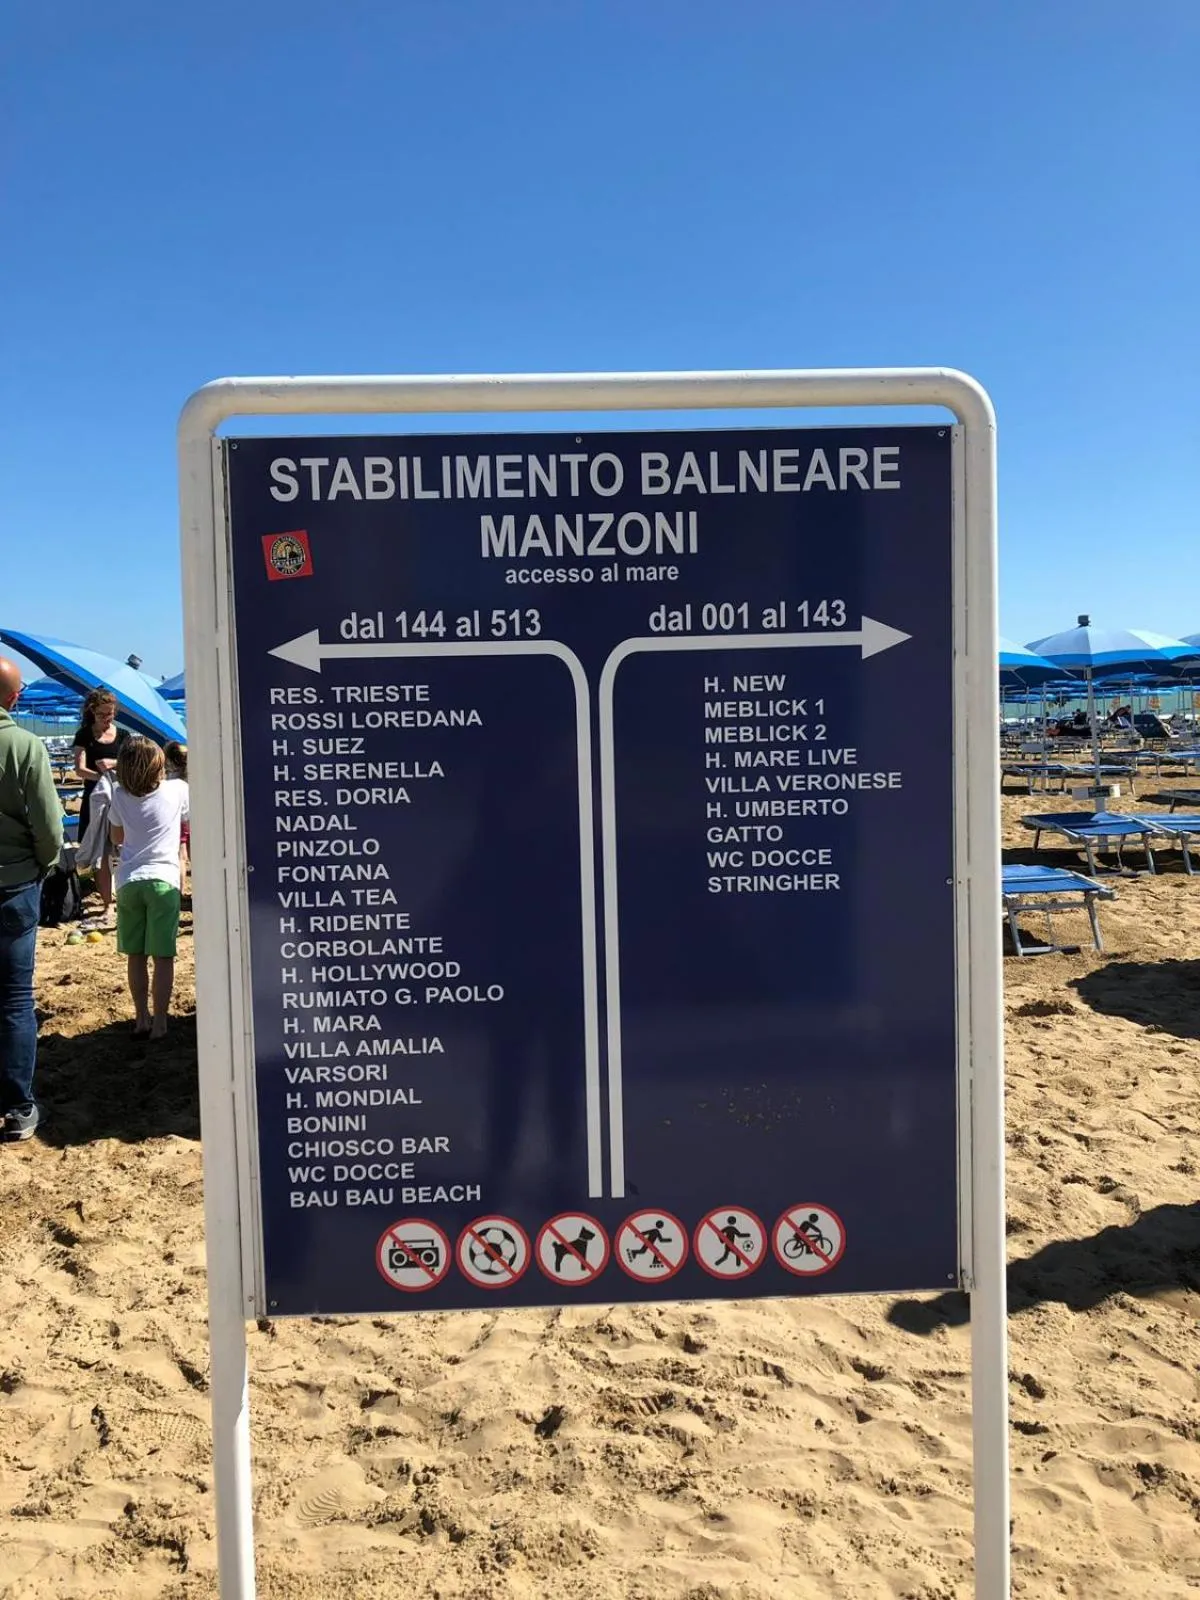 STABILIMENTO BALNEARE
MANZONI
accesso al mare
dal 144 al 513
RES. TRIESTE
ROSSI LOREDANA
H. SUEZ
H. SERENELLA
RES. DORIA
NADAL
PINZOLO
FONTANA
VILLA TEA
H. RIDENTE
CORBOLANTE
H. HOLLYWOOD
RUMIATO G. PAOLO
H. MARA
VILLA AMALIA
VARSORI
H. MONDIAL
BONINI
CHIOSCO BAR
WC DOCCE
BAU BAU BEACH
dal 001 al 143
H. NEW
MEBLICK 1
MEBLICK 2
H. MARE LIVE
VILLA VERONESE
H. UMBERTO
GATTO
WC DOCCE
STRINGHER